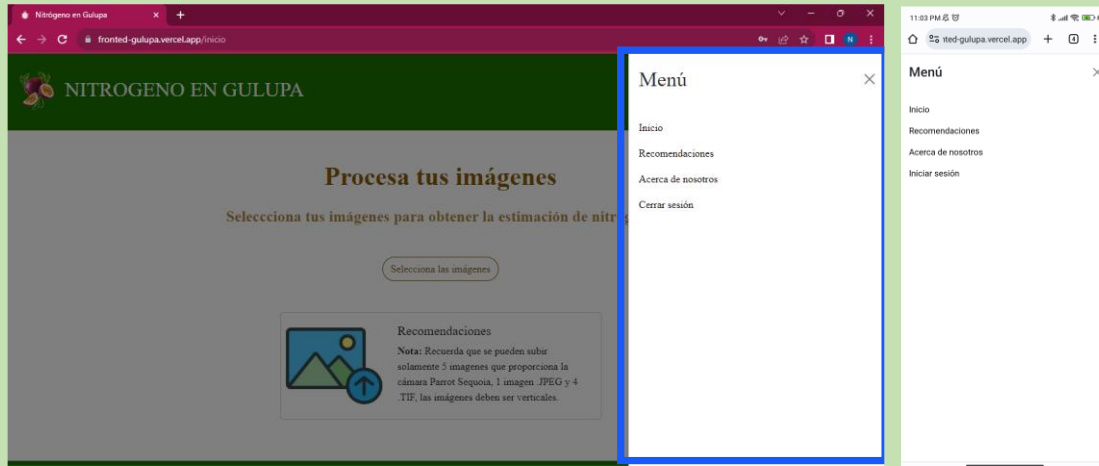 Nitrógeno en Gulupa
fronted-gulupa.vercel.app/inicio
N
NITROGENO EN GULUPA
Procesa tus imágenes
Seleccciona tus imágenes para obtener la estimación de nitróg
Selecciona las imágenes
Recomendaciones
Nota: Recuerda que se pueden subir
solamente 5 imagenes que proporciona la
cámara Parrot Sequoia, 1 imagen .JPEG y 4
.TIF, las imágenes deben ser verticales.
Menú
Inicio
Recomendaciones
Acerca de nosotros
Cerrar sesión
11:03 PM
nted-gulupa.vercel.app
4
Menú
Inicio
Recomendaciones
Acerca de nosotros
Iniciar sesión